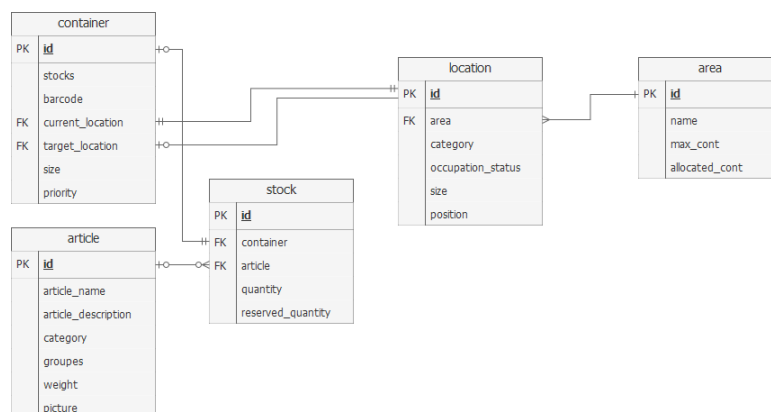 container
PK id
stocks
barcode
FK current_location
FK target_location
size
priority
location
PK id
FK area
category
occupation_status
size
position
area
PK id
name
max_cont
allocated_cont
stock
PK id
FK container
FK article
quantity
reserved_quantity
article
PK id
article_name
article_description
category
groupes
weight
picture